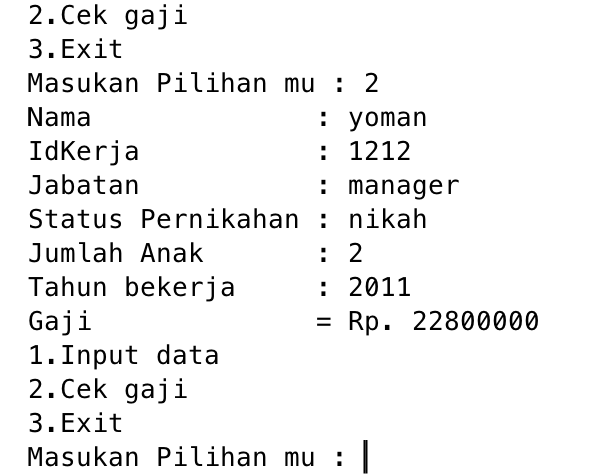 2.Cek gaji
3.Exit
Masukan Pilihan mu : 2
Nama              : yoman
IdKerja           : 1212
Jabatan           : manager
Status Pernikahan : nikah
Jumlah Anak       : 2
Tahun bekerja     : 2011
Gaji              = Rp. 22800000
1.Input data
2.Cek gaji
3.Exit
Masukan Pilihan mu :